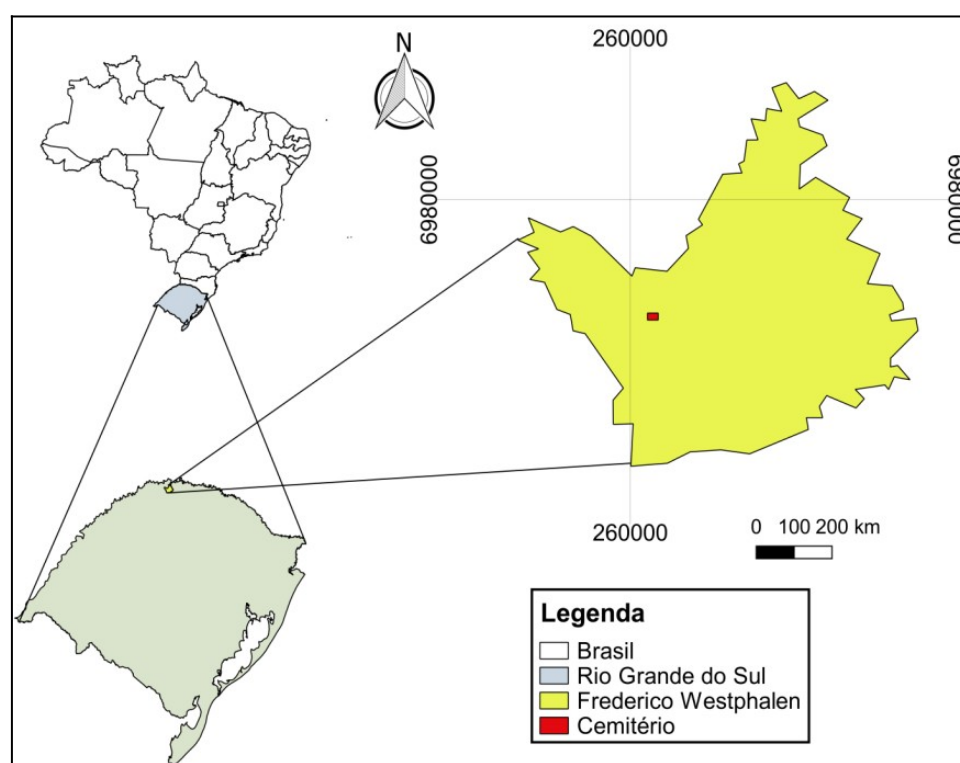 N
260000
6980000
6980000
260000
0 100 200 km
Legenda
Brasil
Rio Grande do Sul
Frederico Westphalen
Cemitério